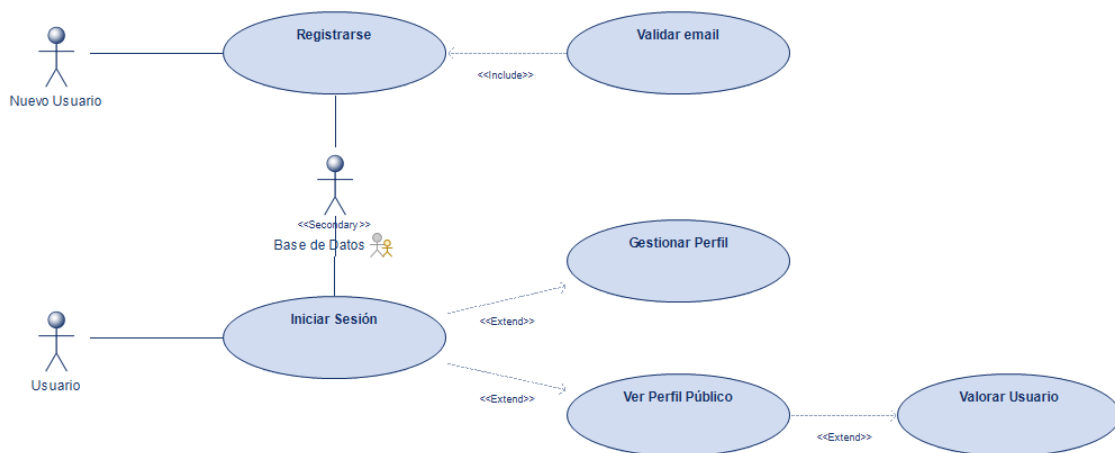 Registrarse
Validar email
<<Include>>
Nuevo Usuario
<<Secondary>>
Base de Datos
Gestionar Perfil
<<Extend>>
Iniciar Sesión
Usuario
<<Extend>>
Ver Perfil Público
<<Extend>>
Valorar Usuario